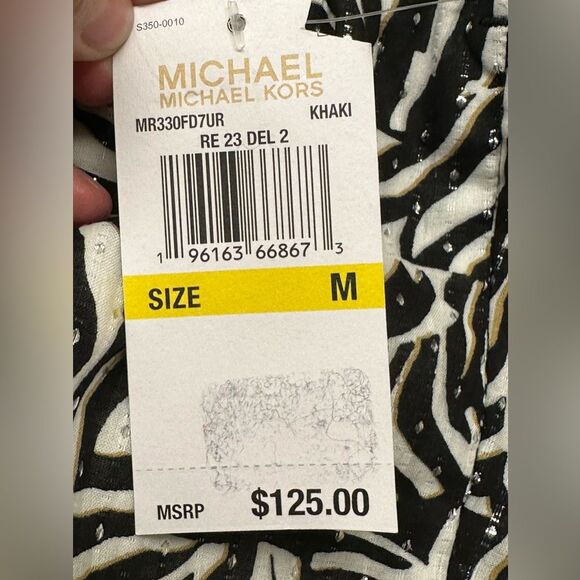 S350-0010
MICHAEL
MICHAEL KORS
MR330FD7UR KHAKI
RE 23 DEL 2
1 96163 66867 3
SIZE M
MSRP $125.00